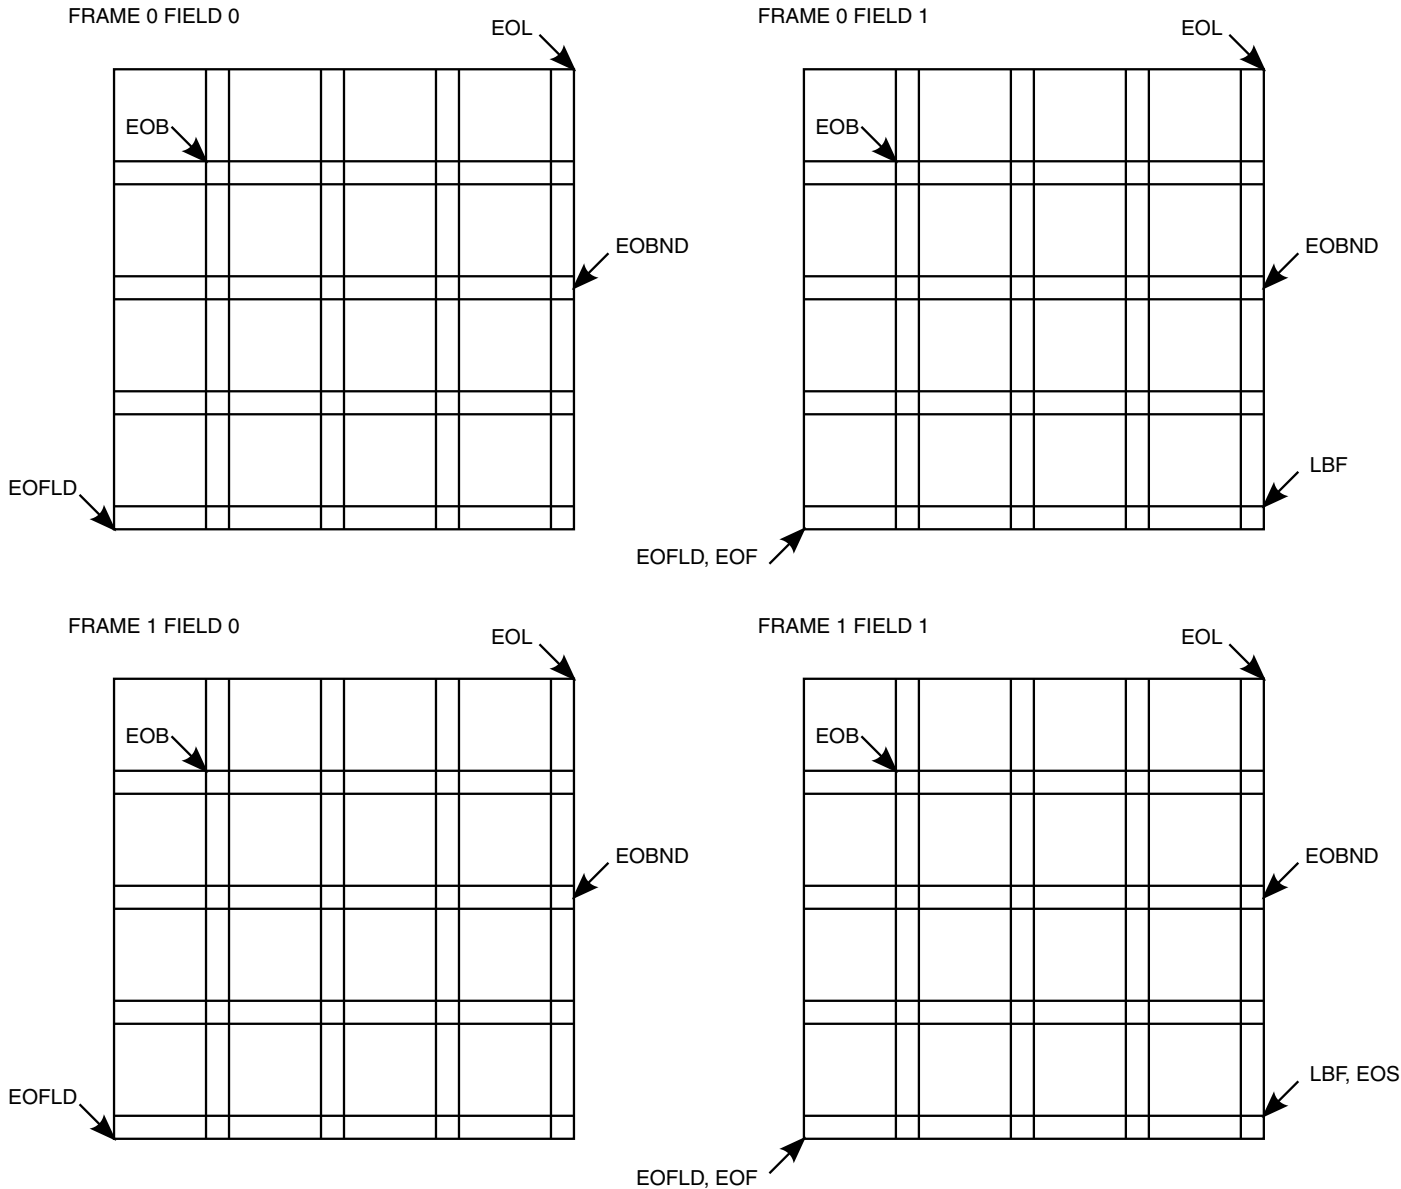 FRAME 0 FIELD 0
EOL
EOB
EOBND
EOFLD
FRAME 0 FIELD 1
EOL
EOB
EOBND
LBF
EOFLD, EOF
FRAME 1 FIELD 0
EOL
EOB
EOBND
EOFLD
FRAME 1 FIELD 1
EOL
EOB
EOBND
LBF, EOS
EOFLD, EOF